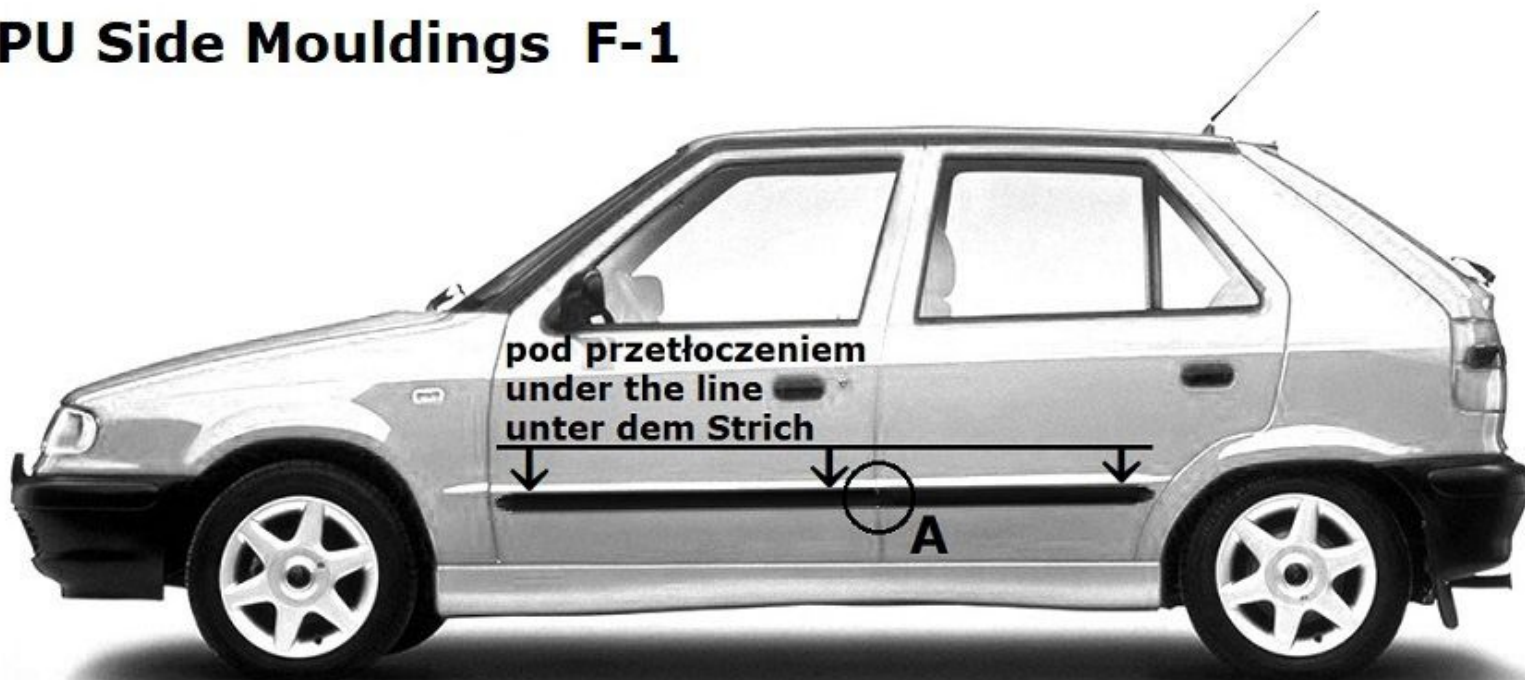 PU Side Mouldings F-1
pod przetłoczeniem
under the line
unter dem Strich
A